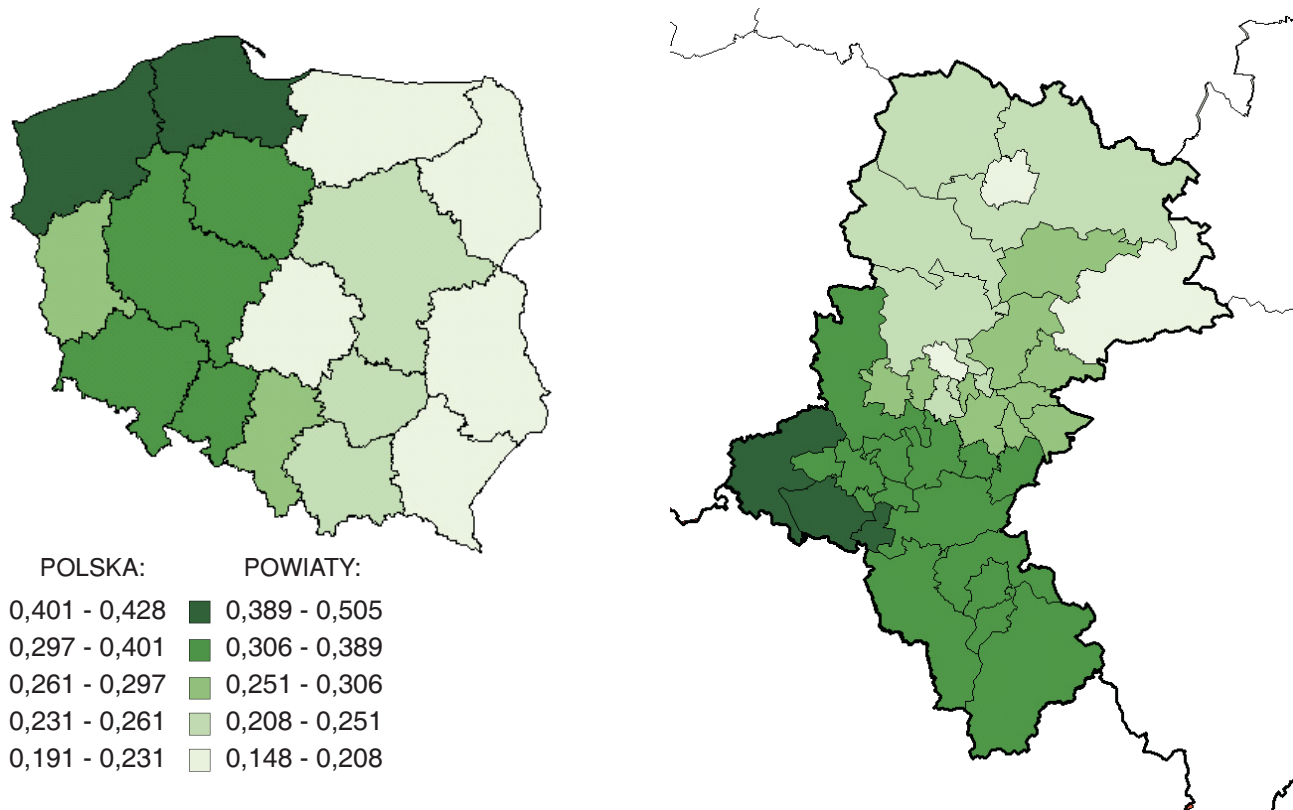 POLSKA: POWIATY:
0,401 - 0,428 0,389 - 0,505
0,297 - 0,401 0,306 - 0,389
0,261 - 0,297 0,251 - 0,306
0,231 - 0,261 0,208 - 0,251
0,191 - 0,231 0,148 - 0,208